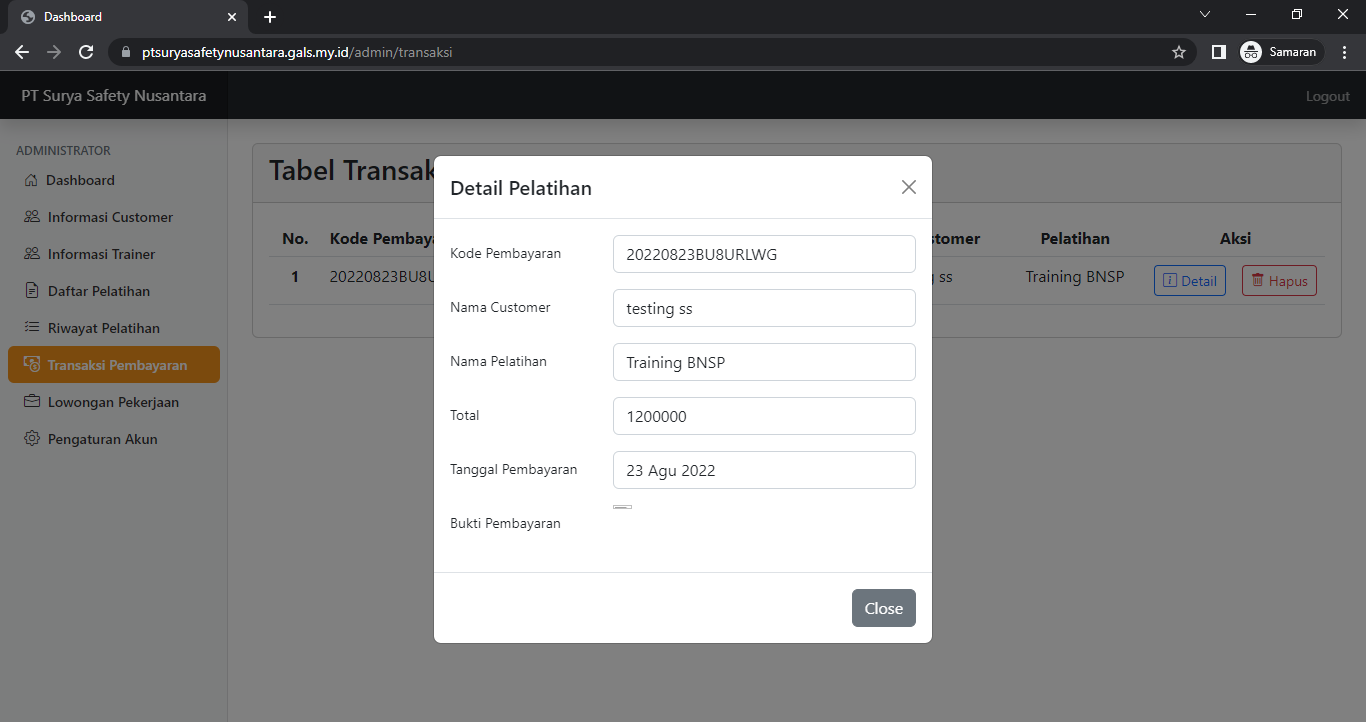 Dashboard
ptsuryasafetynusantara.gals.my.id/admin/transaksi
Samaran
PT Surya Safety Nusantara
Logout
ADMINISTRATOR
Dashboard
Informasi Customer
Informasi Trainer
Daftar Pelatihan
Riwayat Pelatihan
Transaksi Pembayaran
Lowongan Pekerjaan
Pengaturan Akun
Tabel Transak
No. Kode Pembaya tomer Pelatihan Aksi
1 20220823BU8U ss Training BNSP Detail Hapus
Detail Pelatihan
Kode Pembayaran 20220823BU8URLWG
Nama Customer testing ss
Nama Pelatihan Training BNSP
Total 1200000
Tanggal Pembayaran 23 Agu 2022
Bukti Pembayaran
Close